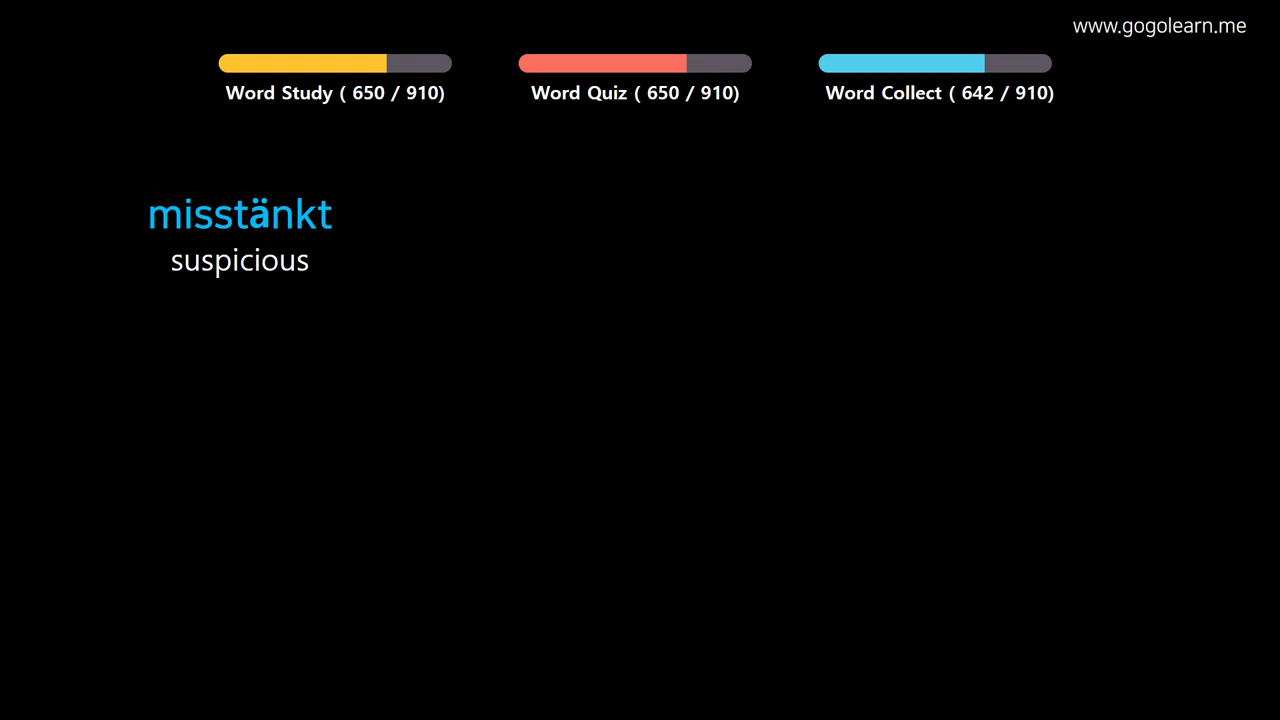 www.gogolearn.me
Word Study ( 650 / 910)
Word Quiz ( 650 / 910)
Word Collect ( 642 / 910)
misstänkt
suspicious